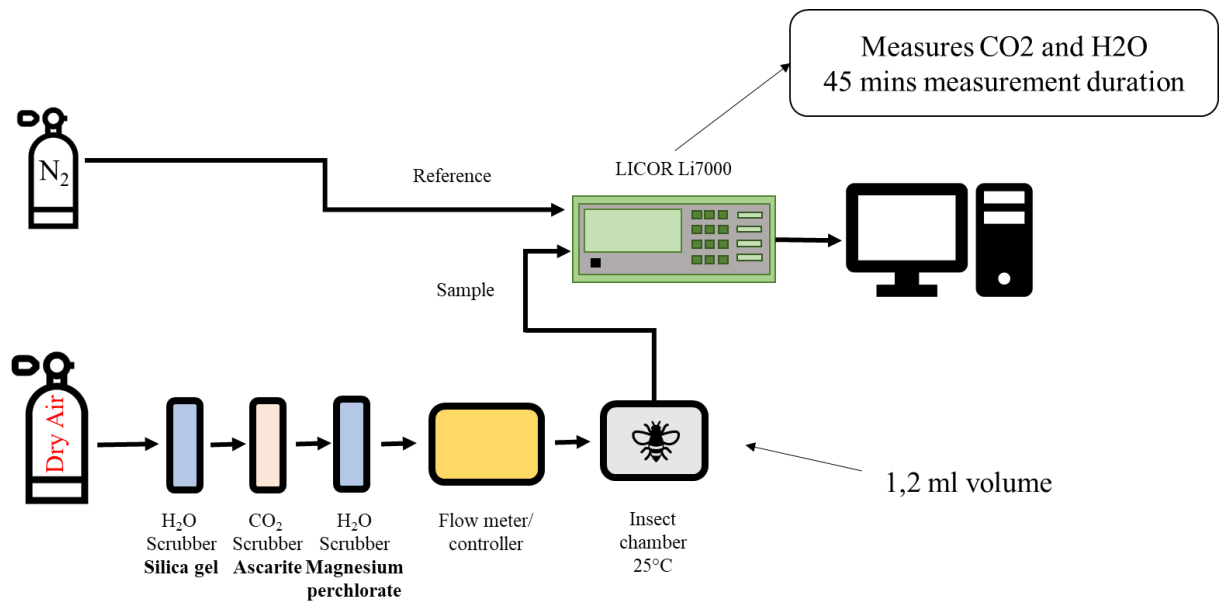 Measures CO2 and H2O
45 mins measurement duration
N₂
Reference
LICOR Li7000
Sample
Dry Air
1,2 ml volume
H₂O
Scrubber
Silica gel
CO₂
Scrubber
Ascarite
H₂O
Scrubber
Magnesium
perchlorate
Flow meter/
controller
Insect
chamber
25°C